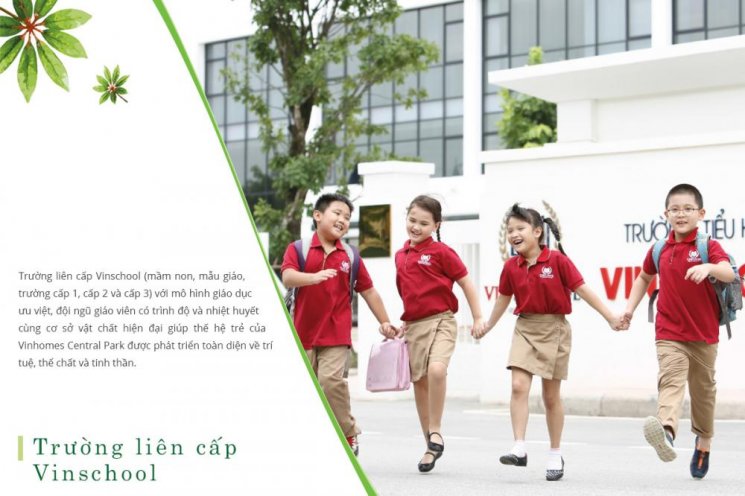 Trường liên cấp Vinschool (mầm non, mẫu giáo,
trường cấp 1, cấp 2 và cấp 3) với mô hình giáo dục
ưu việt, đội ngũ giáo viên có trình độ và nhiệt huyết
cùng cơ sở vật chất hiện đại giúp thế hệ trẻ của
Vinhomes Central Park được phát triển toàn diện về trí
tuệ, thể chất và tinh thần.
Trường liên cấp
Vinschool
TIỂU